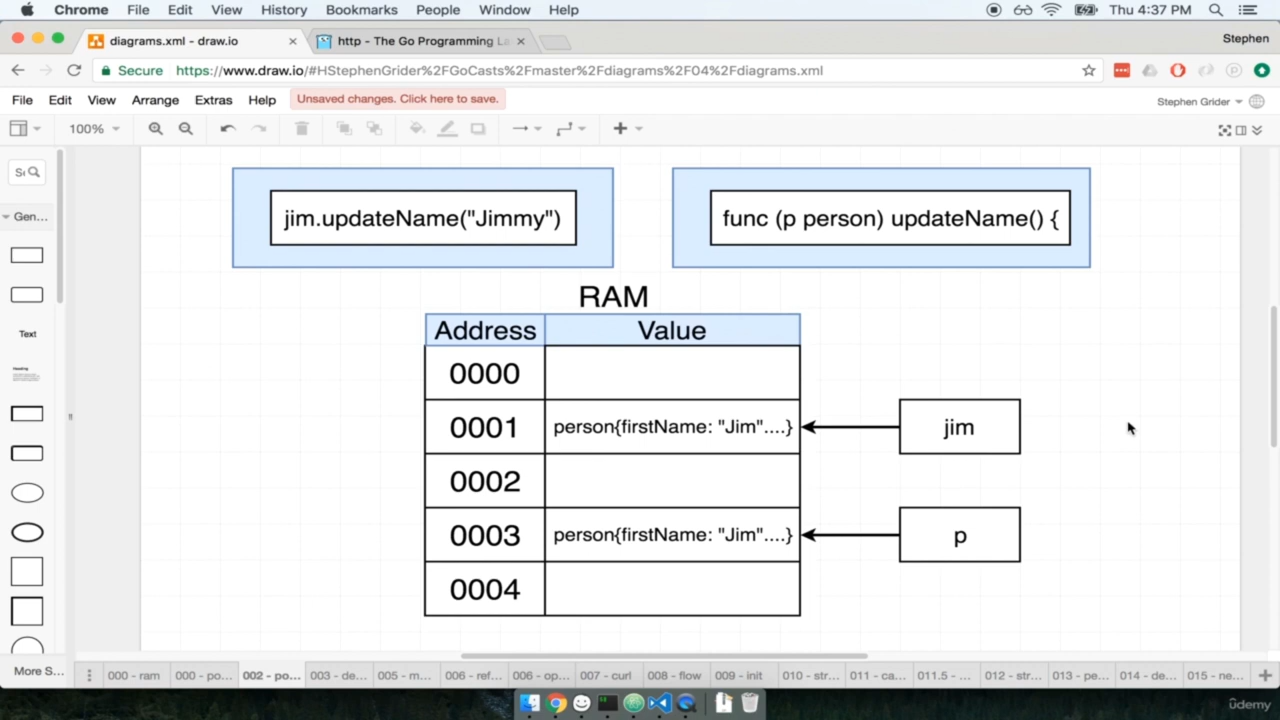 Chrome File Edit View History Bookmarks People Window Help Thu 4:37 PM
diagrams.xml - draw.io × http - The Go Programming La × Stephen
Secure https://www.draw.io/#HStephenGrider%2FGoCasts%2Fmaster%2Fdiagrams%2F04%2Fdiagrams.xml
File Edit View Arrange Extras Help Unsaved changes. Click here to save. Stephen Grider
100%
Gen...
Text
Heading
jim.updateName("Jimmy") func (p person) updateName() {
RAM
Address Value
0000
0001 person{firstName: "Jim"....} jim
0002
0003 person{firstName: "Jim"....} p
0004
More S... 000 - ram 000 - po... 002 - po... 003 - de... 005 - m... 006 - ref... 006 - op... 007 - curl 008 - flow 009 - init 010 - str... 011 - ca... 011.5 - ... 012 - str... 013 - pe... 014 - de... 015 - ne...
ûdemy